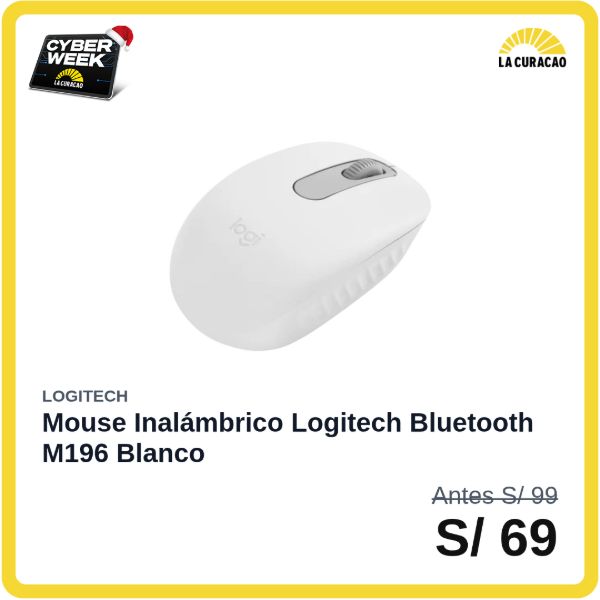 CYBER
WEEK
LA CURACAO
LA CURACAO
logi
LOGITECH
Mouse Inalámbrico Logitech Bluetooth
M196 Blanco
Antes S/ 99
S/ 69